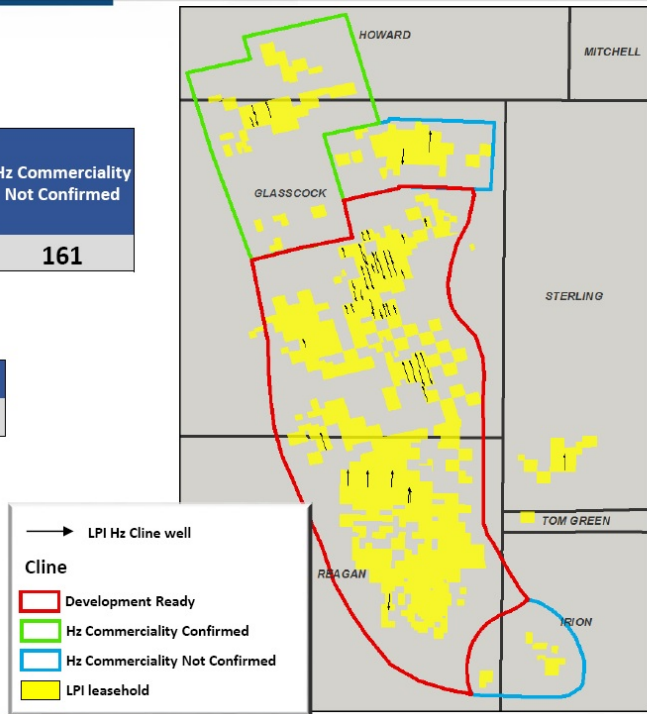 HOWARD
MITCHELL
Hz Commerciality
Not Confirmed
161
GLASSCOCK
STERLING
TOM GREEN
REAGAN
IRION
LPI Hz Cline well
Cline
Development Ready
Hz Commerciality Confirmed
Hz Commerciality Not Confirmed
LPI leasehold